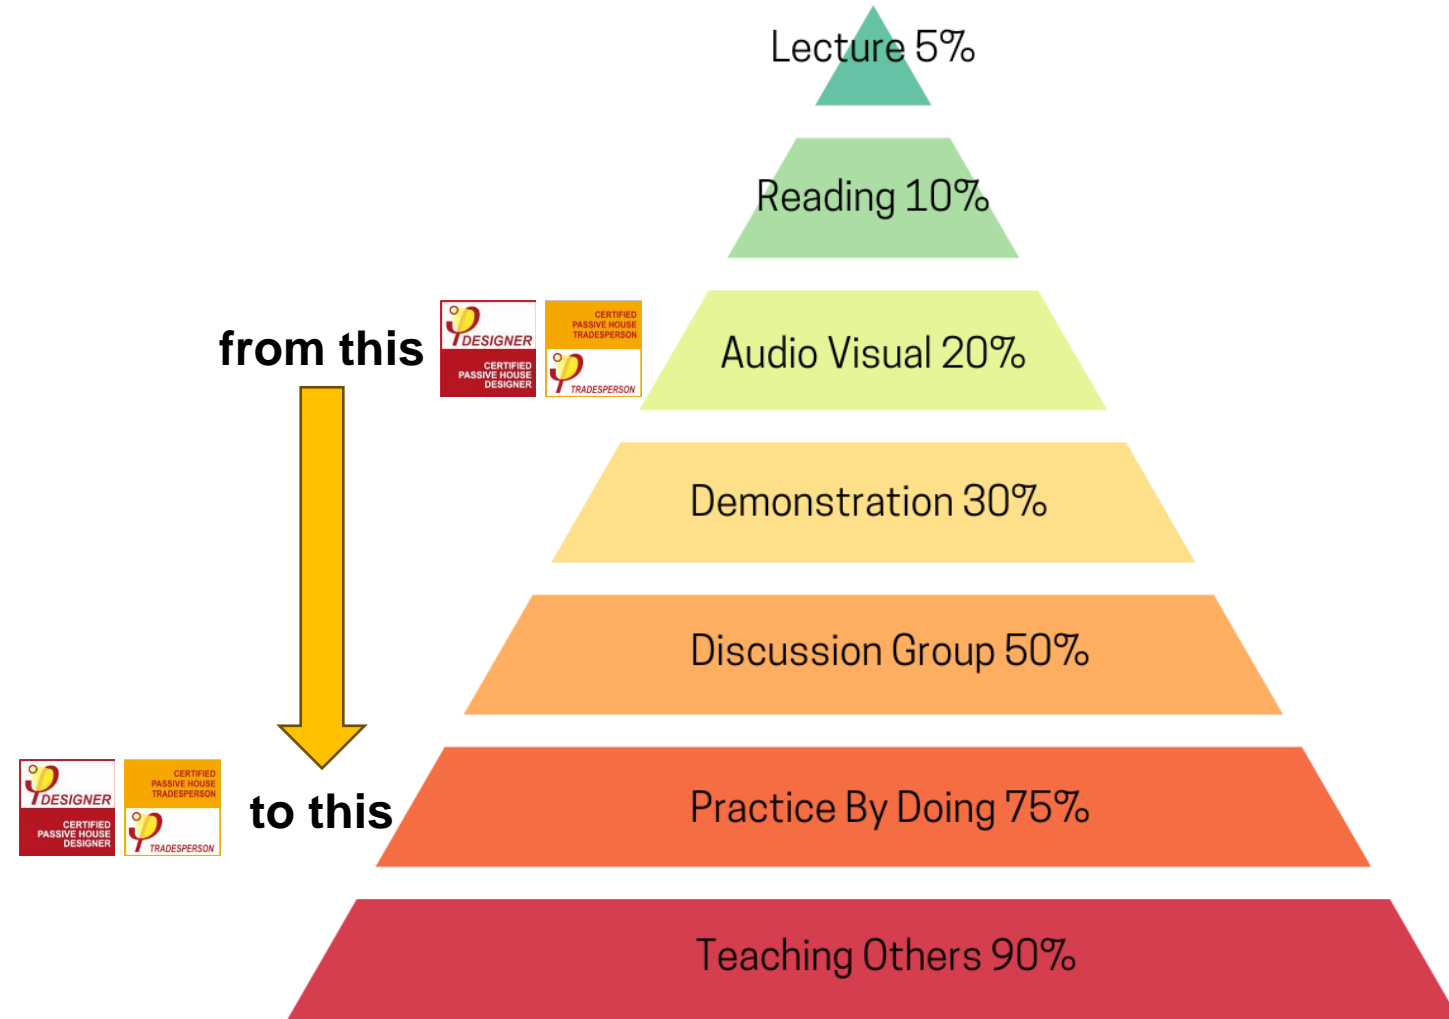 Lecture 5%
Reading 10%
from this
DESIGNER
CERTIFIED
PASSIVE HOUSE
DESIGNER
CERTIFIED
PASSIVE HOUSE
TRADESPERSON
TRADESPERSON
Audio Visual 20%
Demonstration 30%
Discussion Group 50%
DESIGNER
CERTIFIED
PASSIVE HOUSE
DESIGNER
CERTIFIED
PASSIVE HOUSE
TRADESPERSON
TRADESPERSON
to this
Practice By Doing 75%
Teaching Others 90%